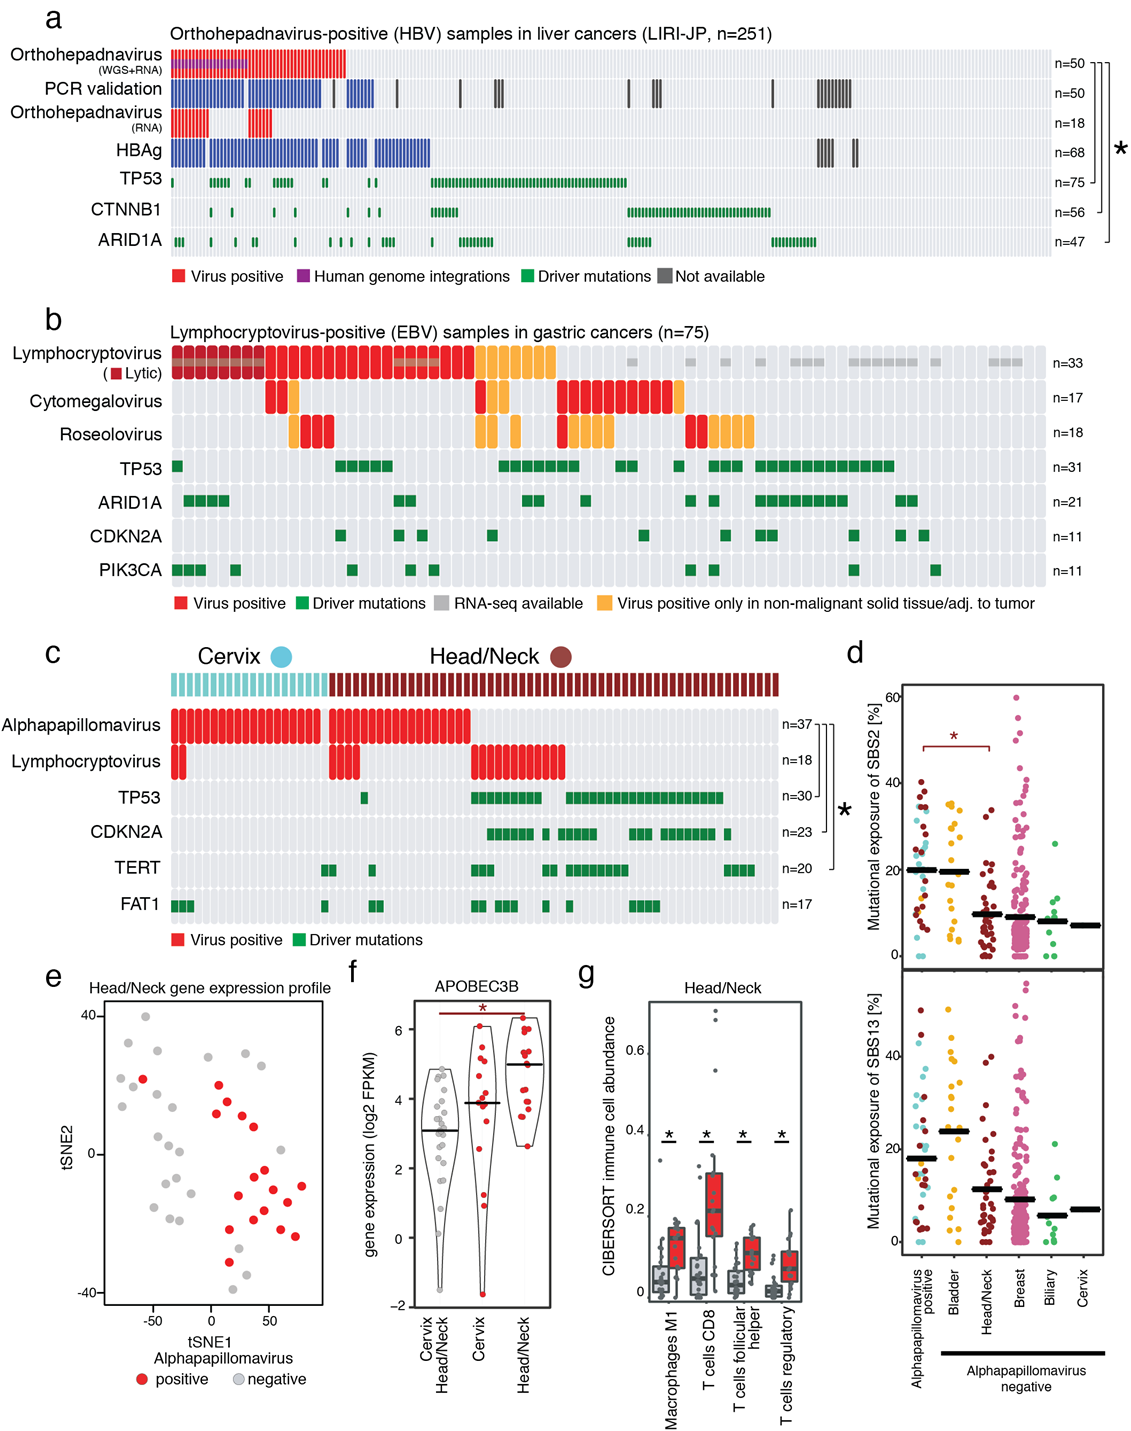 a
Orthohepadnavirus-positive (HBV) samples in liver cancers (LIRI-JP, n=251)
Orthohepadnavirus
(WGS+RNA)
n=50
PCR validation
n=50
Orthohepadnavirus
(RNA)
n=18
HBAg
n=68
TP53
n=75
CTNNB1
n=56
ARID1A
n=47
*
Virus positive
Human genome integrations
Driver mutations
Not available
b
Lymphocryptovirus-positive (EBV) samples in gastric cancers (n=75)
Lymphocryptovirus
( Lytic)
n=33
Cytomegalovirus
n=17
Roseolovirus
n=18
TP53
n=31
ARID1A
n=21
CDKN2A
n=11
PIK3CA
n=11
Virus positive
Driver mutations
RNA-seq available
Virus positive only in non-malignant solid tissue/adj. to tumor
c
Cervix
Head/Neck
Alphapapillomavirus
n=37
Lymphocryptovirus
n=18
TP53
n=30
CDKN2A
n=23
TERT
n=20
FAT1
n=17
*
Virus positive
Driver mutations
d
Mutational exposure of SBS2 [%]
60
40
20
0
*
Mutational exposure of SBS13 [%]
40
20
0
Alphapapillomavirus
positive
Bladder
Head/Neck
Breast
Biliary
Cervix
Alphapapillomavirus
negative
e
Head/Neck gene expression profile
tSNE2
40
0
-40
-50
0
50
tSNE1
Alphapapillomavirus
positive
negative
f
APOBEC3B
gene expression (log2 FPKM)
6
4
2
0
−2
*
Cervix
Head/Neck
Cervix
Head/Neck
g
Head/Neck
CIBERSORT immune cell abundance
0.6
0.4
0.2
0
*
*
*
*
Macrophages M1
T cells CD8
T cells follicular
helper
T cells regulatory